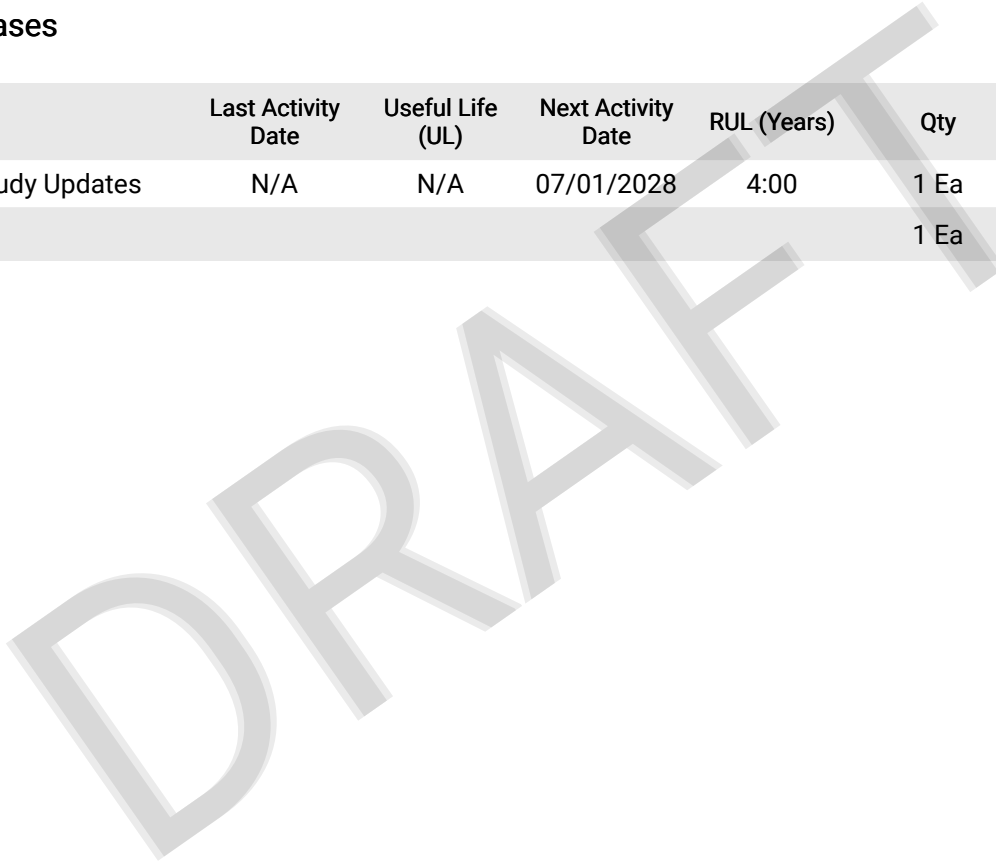 ases
Last Activity Date Useful Life (UL) Next Activity Date RUL (Years) Qty
udy Updates N/A N/A 07/01/2028 4:00 1 Ea
1 Ea
DRAFT